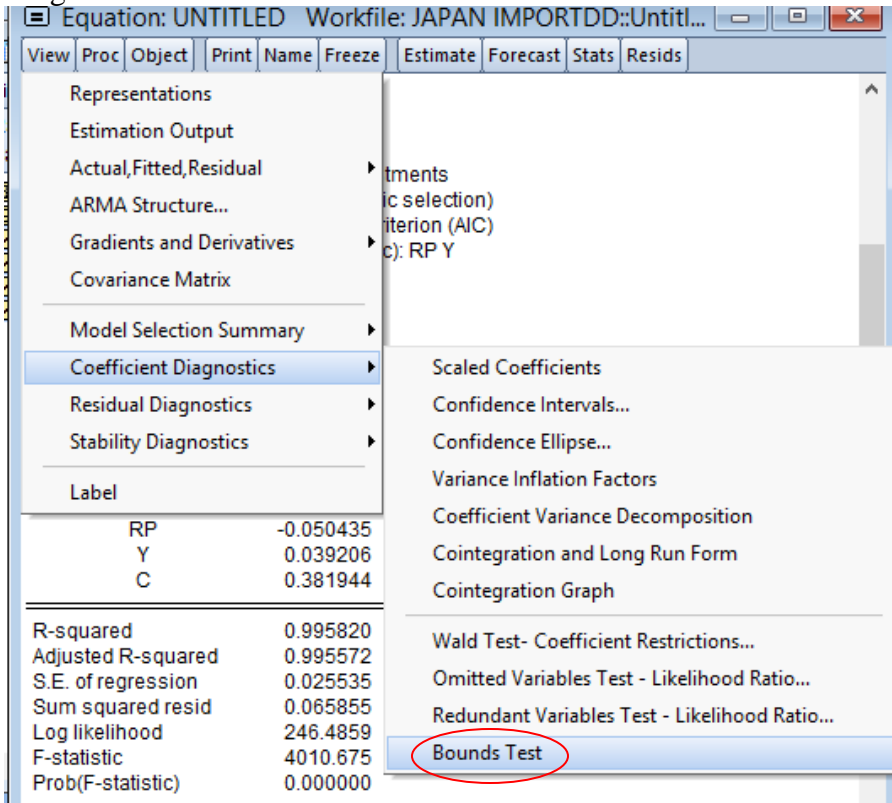 Equation: UNTITLED Workfile: JAPAN IMPORTDD::Untitl...
View Proc Object Print Name Freeze Estimate Forecast Stats Resids
Representations
Estimation Output
Actual,Fitted,Residual
tments
ARMA Structure...
ic selection)
iterion (AIC)
Gradients and Derivatives
c): RP Y
Covariance Matrix
Model Selection Summary
Coefficient Diagnostics
Residual Diagnostics
Stability Diagnostics
Label
Scaled Coefficients
Confidence Intervals...
Confidence Ellipse...
Variance Inflation Factors
Coefficient Variance Decomposition
Cointegration and Long Run Form
Cointegration Graph
Wald Test- Coefficient Restrictions...
Omitted Variables Test - Likelihood Ratio...
Redundant Variables Test - Likelihood Ratio...
Bounds Test
RP -0.050435
Y 0.039206
C 0.381944
R-squared 0.995820
Adjusted R-squared 0.995572
S.E. of regression 0.025535
Sum squared resid 0.065855
Log likelihood 246.4859
F-statistic 4010.675
Prob(F-statistic) 0.000000